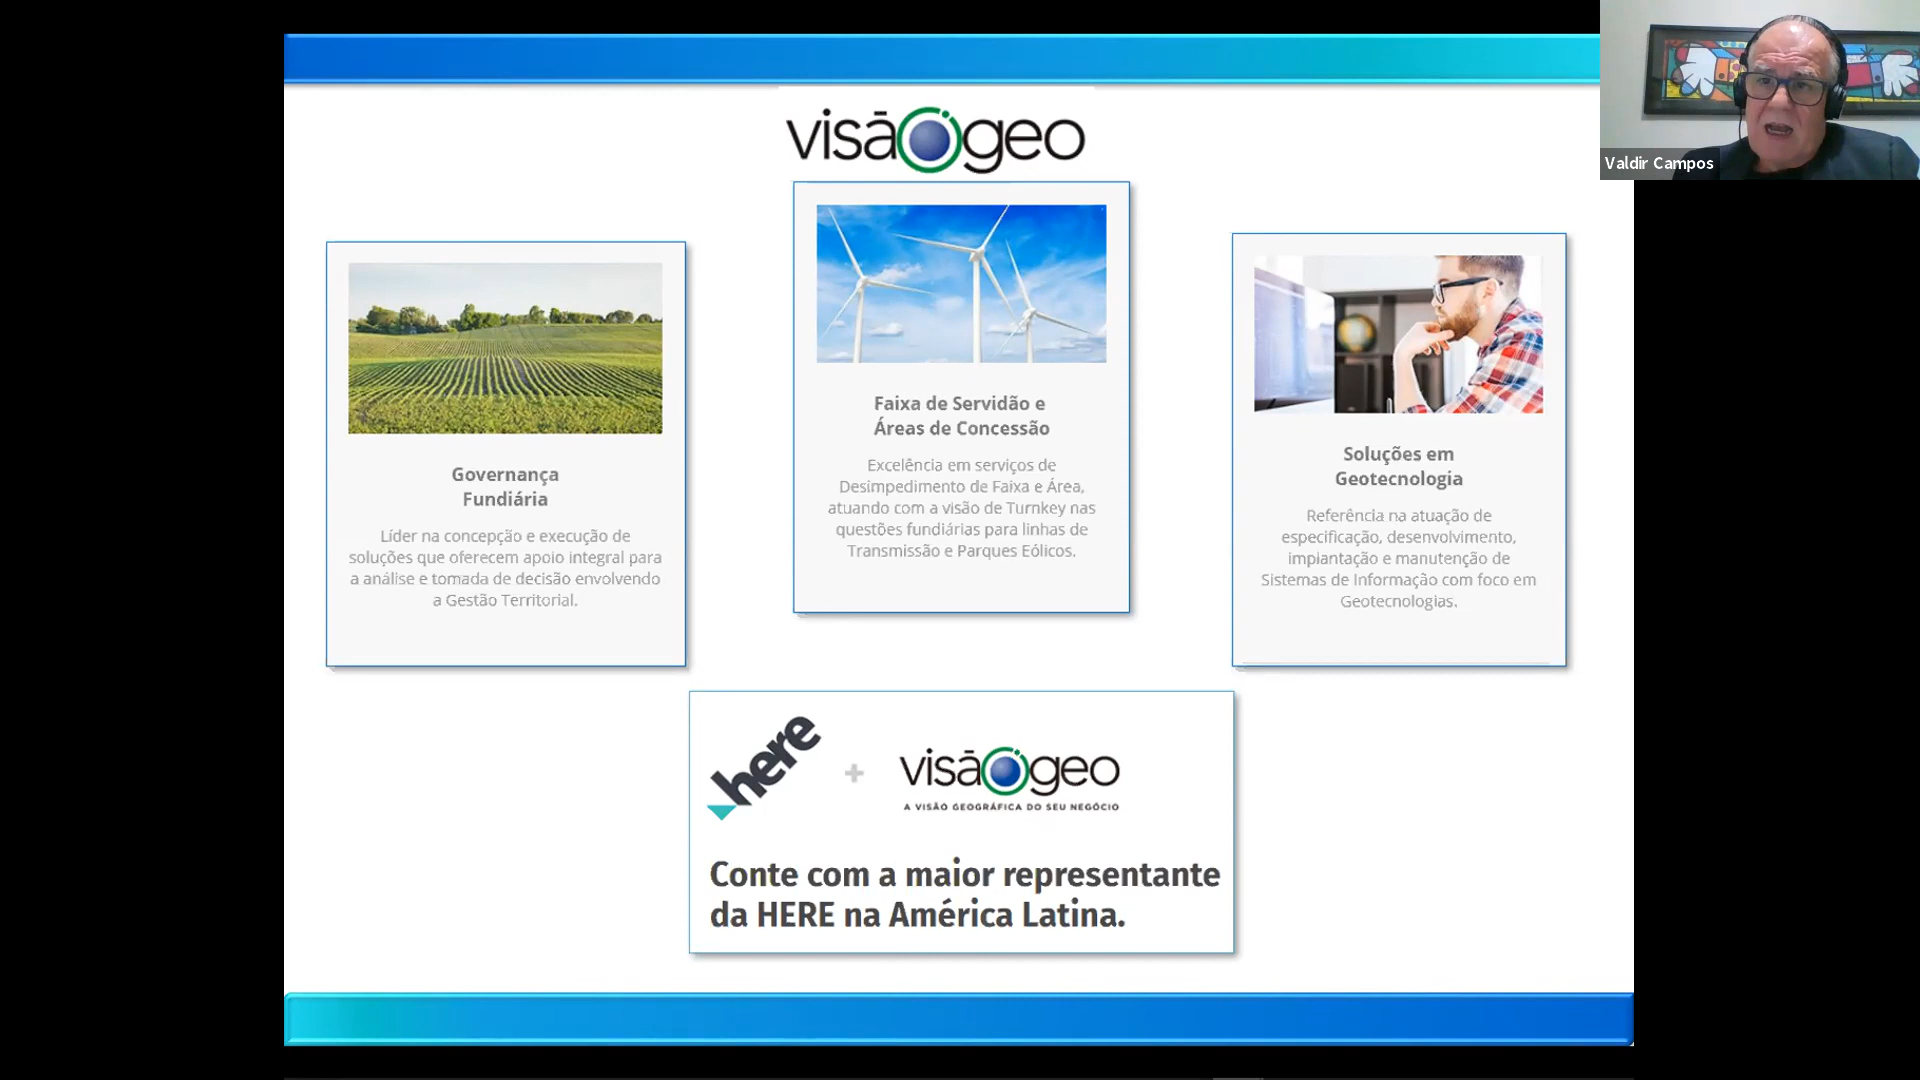 visãogeo
Valdir Campos
Governança
Fundiária
Líder na concepção e execução de
soluções que oferecem apoio integral para
a análise e tomada de decisão envolvendo
a Gestão Territorial.
Faixa de Servidão e
Áreas de Concessão
Excelência em serviços de
Desimpedimento de Faixa e Área,
atuando com a visão de Turnkey nas
questões fundiárias para linhas de
Transmissão e Parques Eólicos.
Soluções em
Geotecnologia
Referência na atuação de
especificação, desenvolvimento,
implantação e manutenção de
Sistemas de Informação com foco em
Geotecnologias.
here + visãogeo
A VISÃO GEOGRÁFICA DO SEU NEGÓCIO
Conte com a maior representante
da HERE na América Latina.